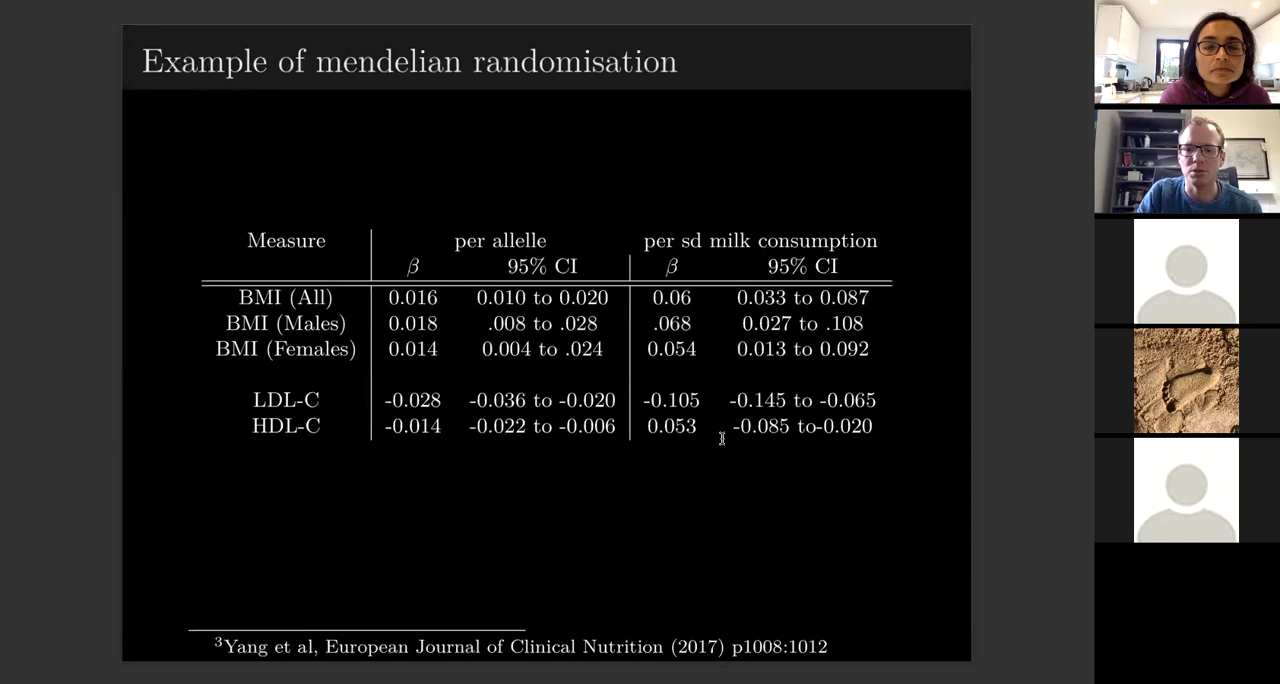 Example of mendelian randomisation
Measure per allelle per sd milk consumption
β 95% CI β 95% CI
BMI (All) 0.016 0.010 to 0.020 0.06 0.033 to 0.087
BMI (Males) 0.018 .008 to .028 .068 0.027 to .108
BMI (Females) 0.014 0.004 to .024 0.054 0.013 to 0.092
LDL-C -0.028 -0.036 to -0.020 -0.105 -0.145 to -0.065
HDL-C -0.014 -0.022 to -0.006 0.053 -0.085 to-0.020
3Yang et al, European Journal of Clinical Nutrition (2017) p1008:1012